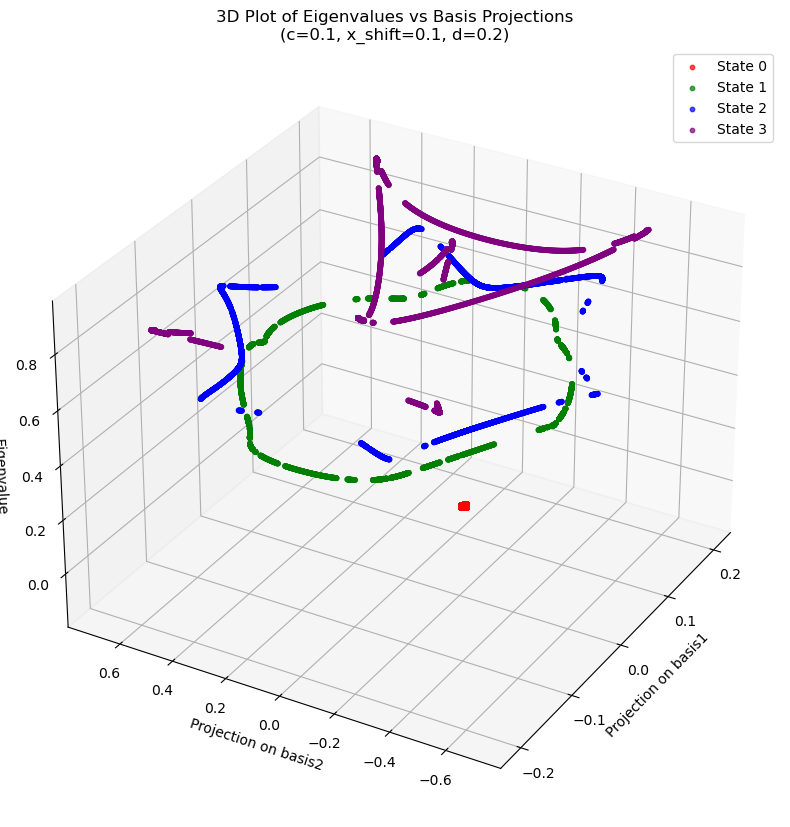 3D Plot of Eigenvalues vs Basis Projections
(c=0.1, x_shift=0.1, d=0.2)
State 0
State 1
State 2
State 3
Eigenvalue
0.8
0.6
0.4
0.2
0.0
0.6
0.4
0.2
0.0
−0.2
−0.4
−0.6
Projection on basis2
0.2
0.1
0.0
−0.1
−0.2
Projection on basis1